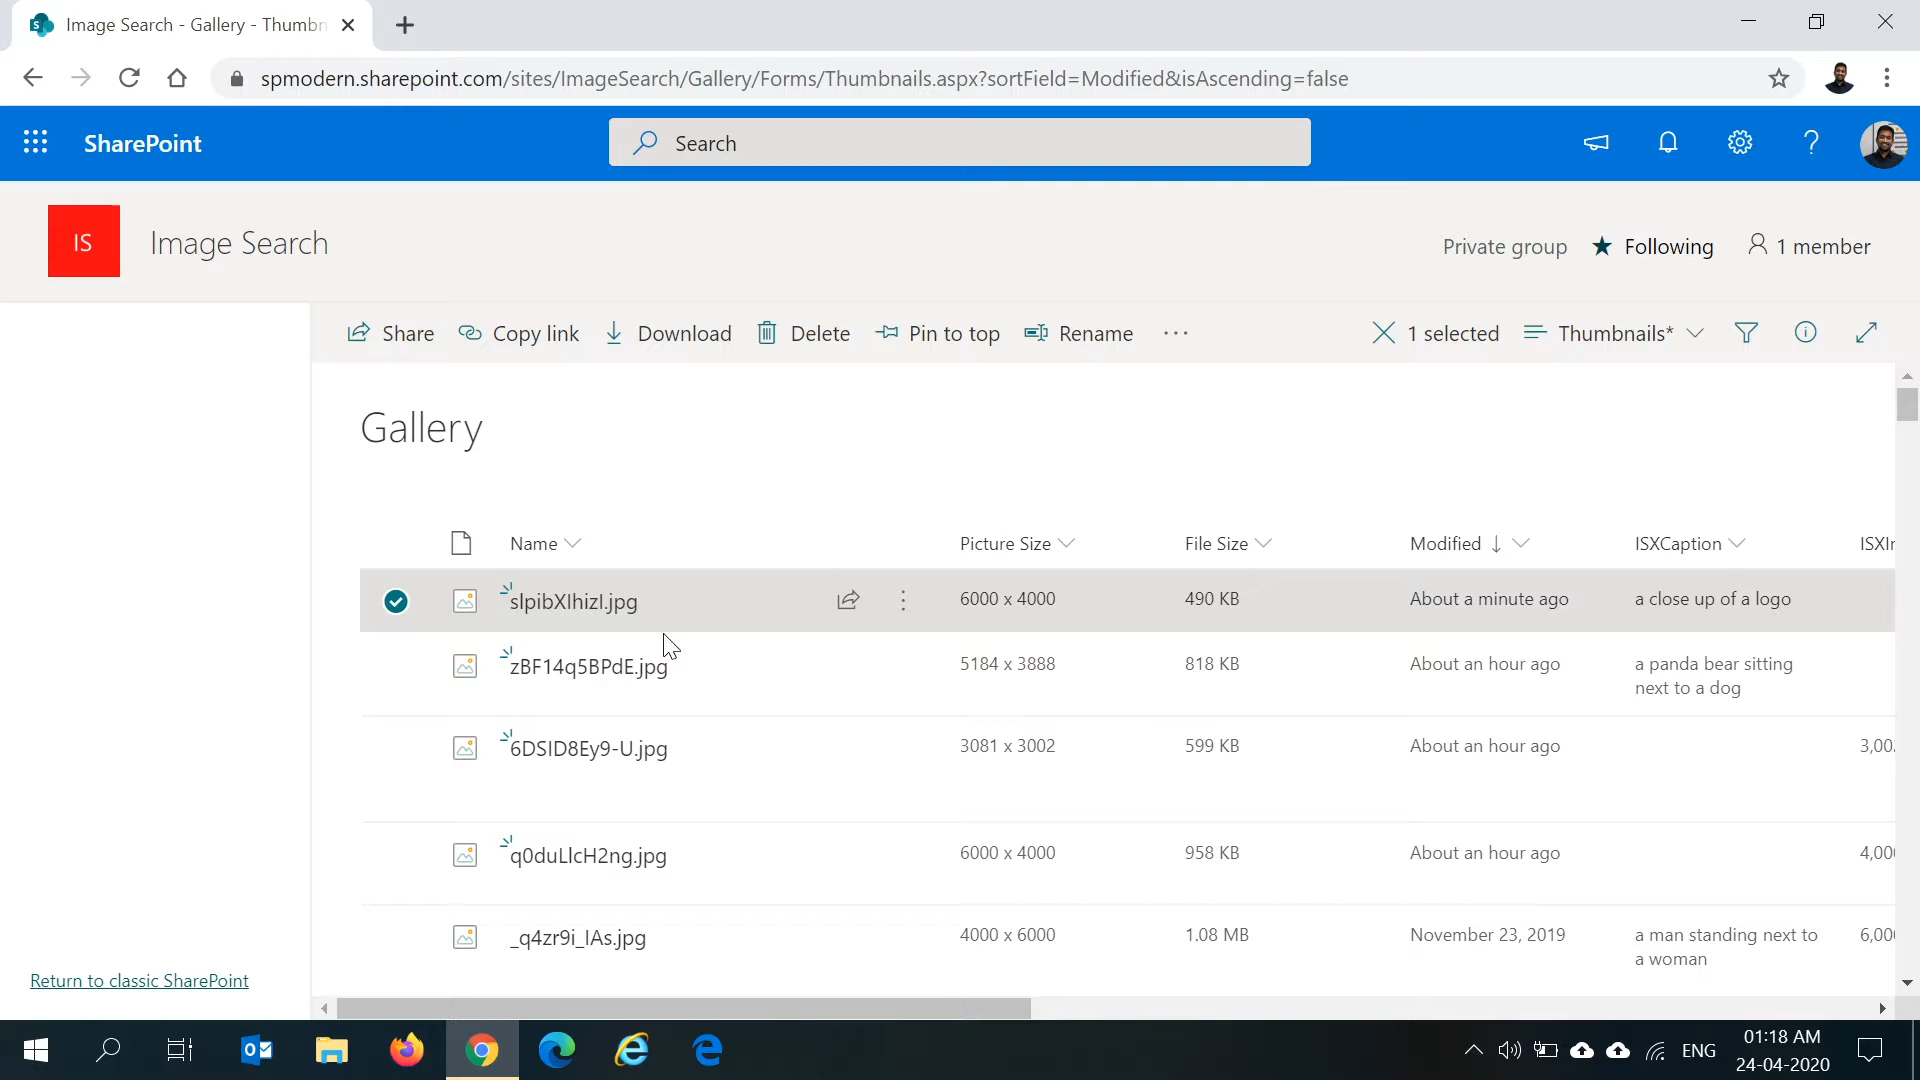 Image Search - Gallery - Thumbn
spmodern.sharepoint.com/sites/ImageSearch/Gallery/Forms/Thumbnails.aspx?sortField=Modified&isAscending=false
SharePoint
Search
IS
Image Search
Private group
Following
1 member
Share
Copy link
Download
Delete
Pin to top
Rename
1 selected
Thumbnails*
Gallery
Name
Picture Size
File Size
Modified
ISXCaption
ISXIr
slpibXIhizI.jpg
6000 x 4000
490 KB
About a minute ago
a close up of a logo
zBF14q5BPdE.jpg
5184 x 3888
818 KB
About an hour ago
a panda bear sitting
next to a dog
6DSID8Ey9-U.jpg
3081 x 3002
599 KB
About an hour ago
3,002
q0duLlcH2ng.jpg
6000 x 4000
958 KB
About an hour ago
4,000
_q4zr9i_IAs.jpg
4000 x 6000
1.08 MB
November 23, 2019
a man standing next to
a woman
6,000
Return to classic SharePoint
ENG
01:18 AM
24-04-2020